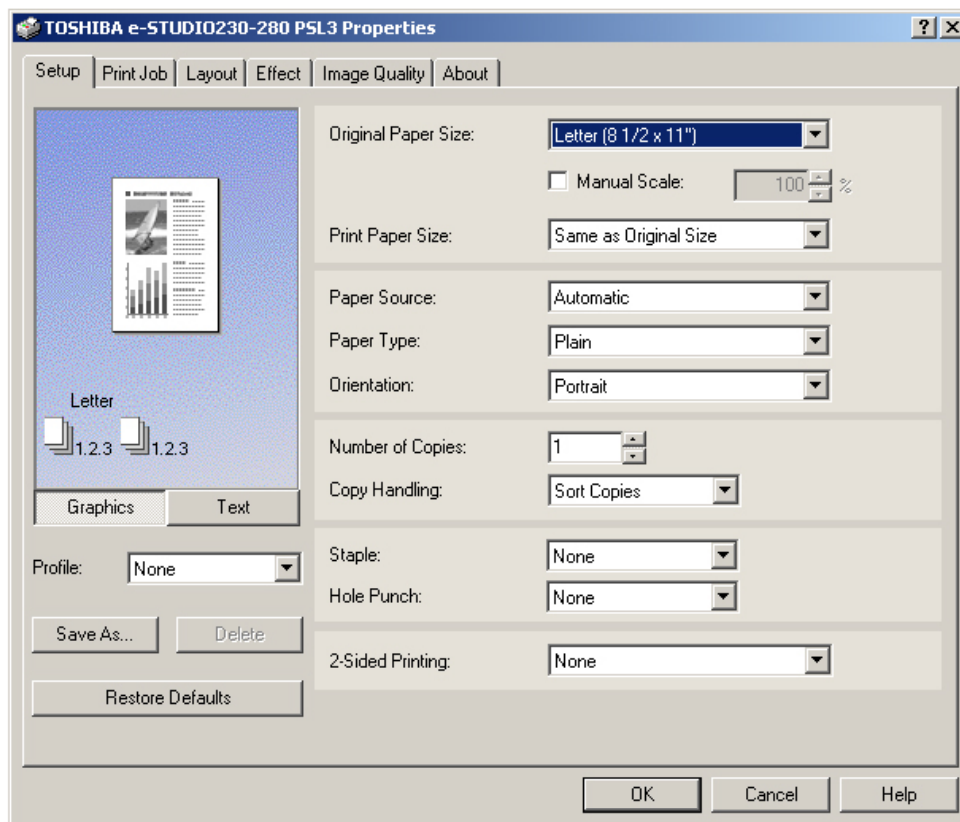 TOSHIBA e-STUDIO230-280 PSL3 Properties
Setup Print Job Layout Effect Image Quality About
Original Paper Size: Letter (8 1/2 x 11")
Manual Scale: 100 %
Print Paper Size: Same as Original Size
Paper Source: Automatic
Paper Type: Plain
Orientation: Portrait
Letter
1.2.3 1.2.3
Graphics Text
Number of Copies: 1
Copy Handling: Sort Copies
Profile: None
Save As... Delete
Restore Defaults
Staple: None
Hole Punch: None
2-Sided Printing: None
OK Cancel Help